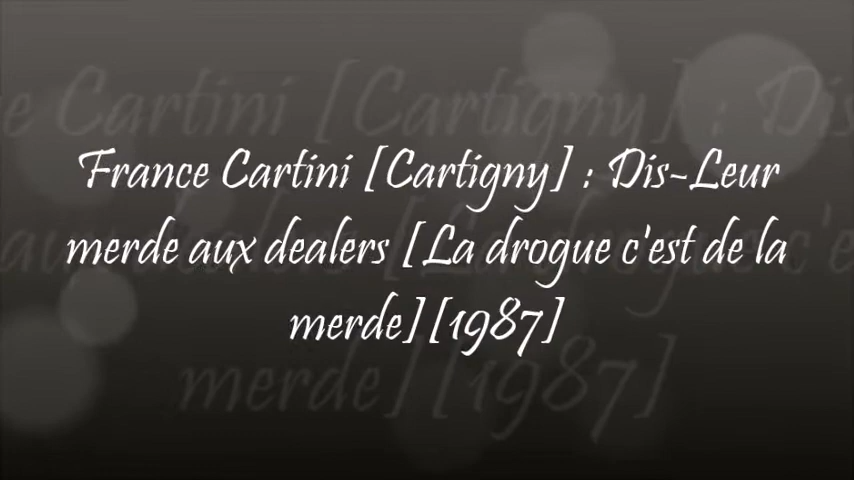 France Cartini [Cartigny] : Dis-Leur
merde aux dealers [La drogue c'est de la
merde][1987]